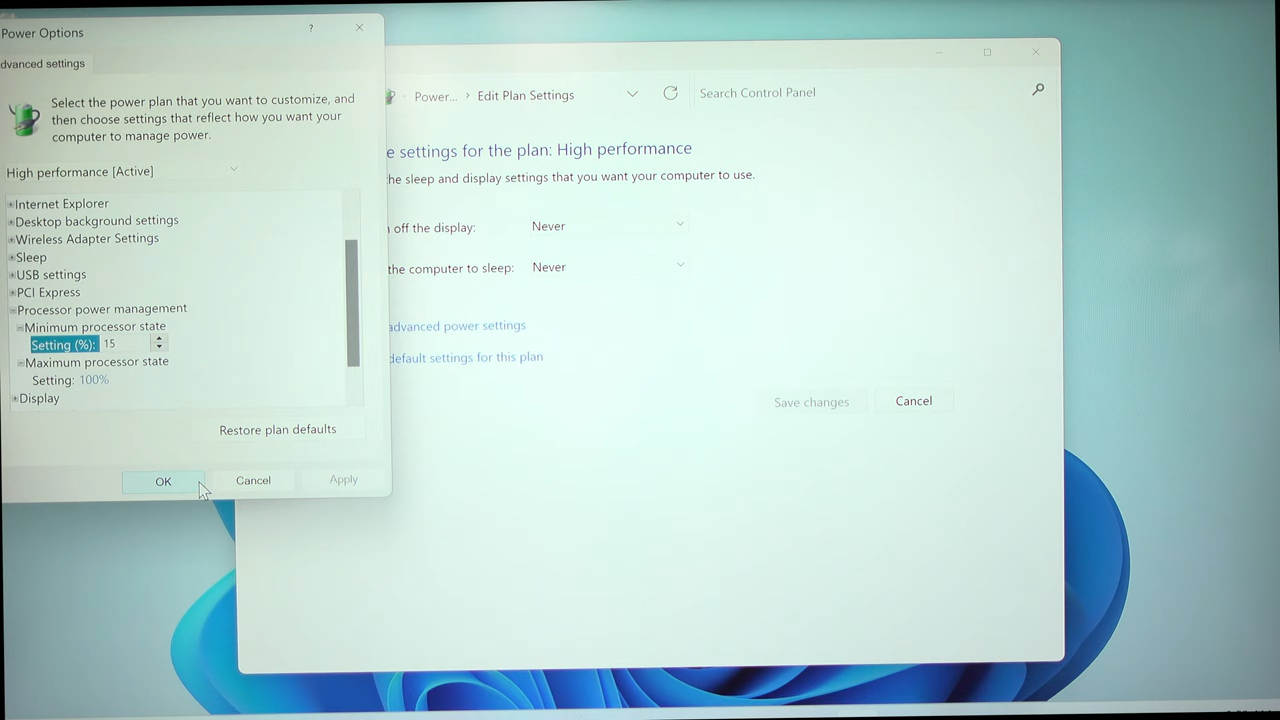 Power Options
?
dvanced settings
Select the power plan that you want to customize, and
then choose settings that reflect how you want your
computer to manage power.
High performance [Active]
Internet Explorer
Desktop background settings
Wireless Adapter Settings
Sleep
USB settings
PCI Express
Processor power management
Minimum processor state
Setting (%): 15
Maximum processor state
Setting: 100%
Display
Restore plan defaults
OK
Cancel
Apply
Power... › Edit Plan Settings
Search Control Panel
e settings for the plan: High performance
he sleep and display settings that you want your computer to use.
off the display: Never
the computer to sleep: Never
advanced power settings
default settings for this plan
Save changes
Cancel